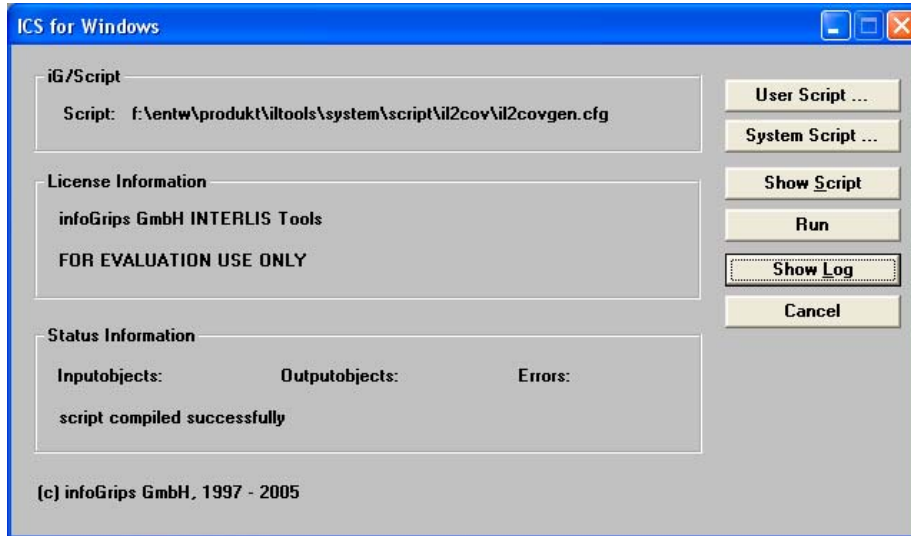 ICS for Windows
iG/Script
Script: f:\entw\produkt\iltools\system\script\il2cov\il2covgen.cfg
License Information
infoGrips GmbH INTERLIS Tools
FOR EVALUATION USE ONLY
Status Information
Inputobjects: Outputobjects: Errors:
script compiled successfully
(c) infoGrips GmbH, 1997 - 2005
User Script ...
System Script ...
Show Script
Run
Show Log
Cancel